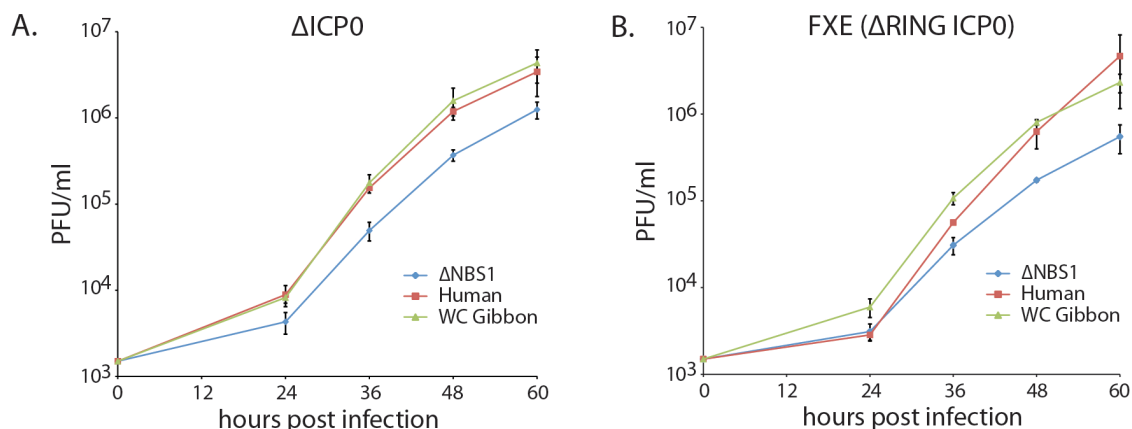 A.
ΔICP0
10⁷
10⁶
10⁵
10⁴
10³
PFU/ml
0 12 24 36 48 60
hours post infection
ΔNBS1
Human
WC Gibbon
B.
FXE (ΔRING ICP0)
10⁷
10⁶
10⁵
10⁴
10³
PFU/ml
0 12 24 36 48 60
hours post infection
ΔNBS1
Human
WC Gibbon